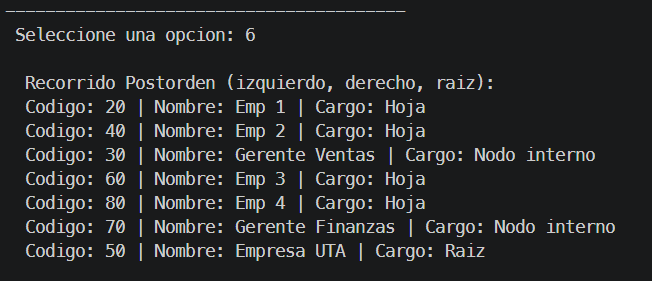 Seleccione una opcion: 6
Recorrido Postorden (izquierdo, derecho, raiz):
Codigo: 20 | Nombre: Emp 1 | Cargo: Hoja
Codigo: 40 | Nombre: Emp 2 | Cargo: Hoja
Codigo: 30 | Nombre: Gerente Ventas | Cargo: Nodo interno
Codigo: 60 | Nombre: Emp 3 | Cargo: Hoja
Codigo: 80 | Nombre: Emp 4 | Cargo: Hoja
Codigo: 70 | Nombre: Gerente Finanzas | Cargo: Nodo interno
Codigo: 50 | Nombre: Empresa UTA | Cargo: Raiz